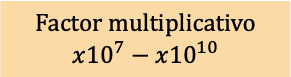 Factor multiplicativo
x10⁷ − x10¹⁰